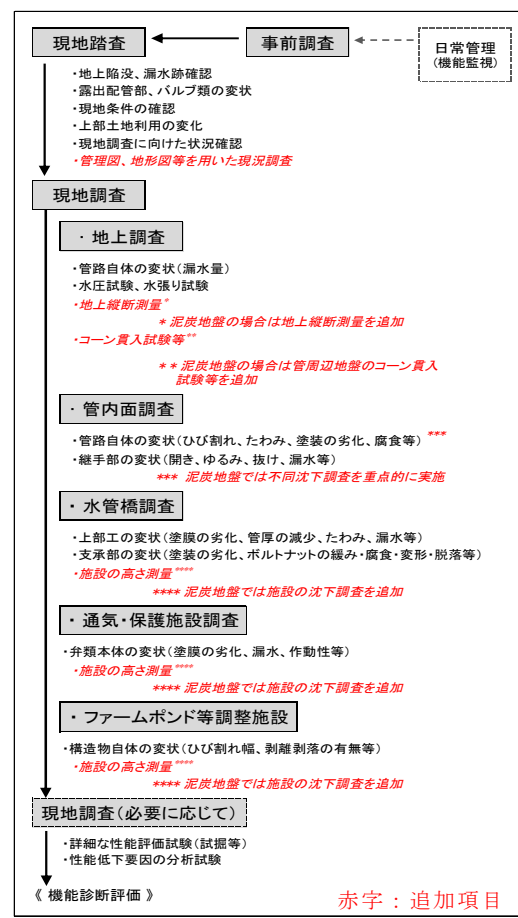 現地踏査
事前調査
日常管理
(機能監視)
・地上陥没、漏水跡確認
・露出配管部、バルブ類の変状
・現地条件の確認
・上部土地利用の変化
・現地調査に向けた状況確認
・管理図、地形図等を用いた現況調査
現地調査
・地上調査
・管路自体の変状(漏水量)
・水圧試験、水張り試験
・地上縦断測量*
* 泥炭地盤の場合は地上縦断測量を追加
・コーン貫入試験等**
** 泥炭地盤の場合は管周辺地盤のコーン貫入
試験等を追加
・管内面調査
・管路自体の変状(ひび割れ、たわみ、塗装の劣化、腐食等) ***
・継手部の変状(開き、ゆるみ、抜け、漏水等)
*** 泥炭地盤では不同沈下調査を重点的に実施
・水管橋調査
・上部工の変状(塗膜の劣化、管厚の減少、たわみ、漏水等)
・支承部の変状(塗装の劣化、ボルトナットの緩み・腐食・変形・脱落等)
・施設の高さ測量****
**** 泥炭地盤では施設の沈下調査を追加
・通気・保護施設調査
・弁類本体の変状(塗膜の劣化、漏水、作動性等)
・施設の高さ測量****
**** 泥炭地盤では施設の沈下調査を追加
・ファームポンド等調整施設
・構造物自体の変状(ひび割れ幅、剥離剥落の有無等)
・施設の高さ測量****
**** 泥炭地盤では施設の沈下調査を追加
現地調査(必要に応じて)
・詳細な性能評価試験(試掘等)
・性能低下要因の分析試験
《 機能診断評価 》
赤字：追加項目